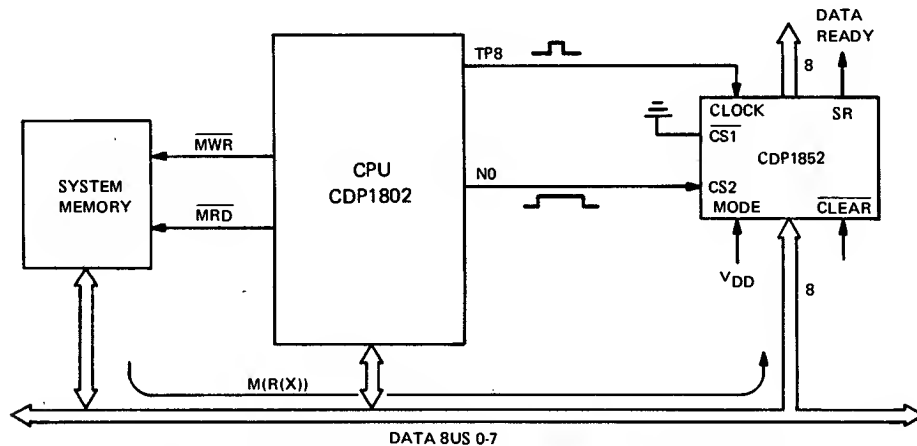 DATA
READY
TP8
8
CLOCK
SR
CS1
MWR
CPU
CDP1802
CDP1852
SYSTEM
MEMORY
N0
CS2
MRD
MODE
CLEAR
VDD
8
M(R(X))
DATA 8US 0-7